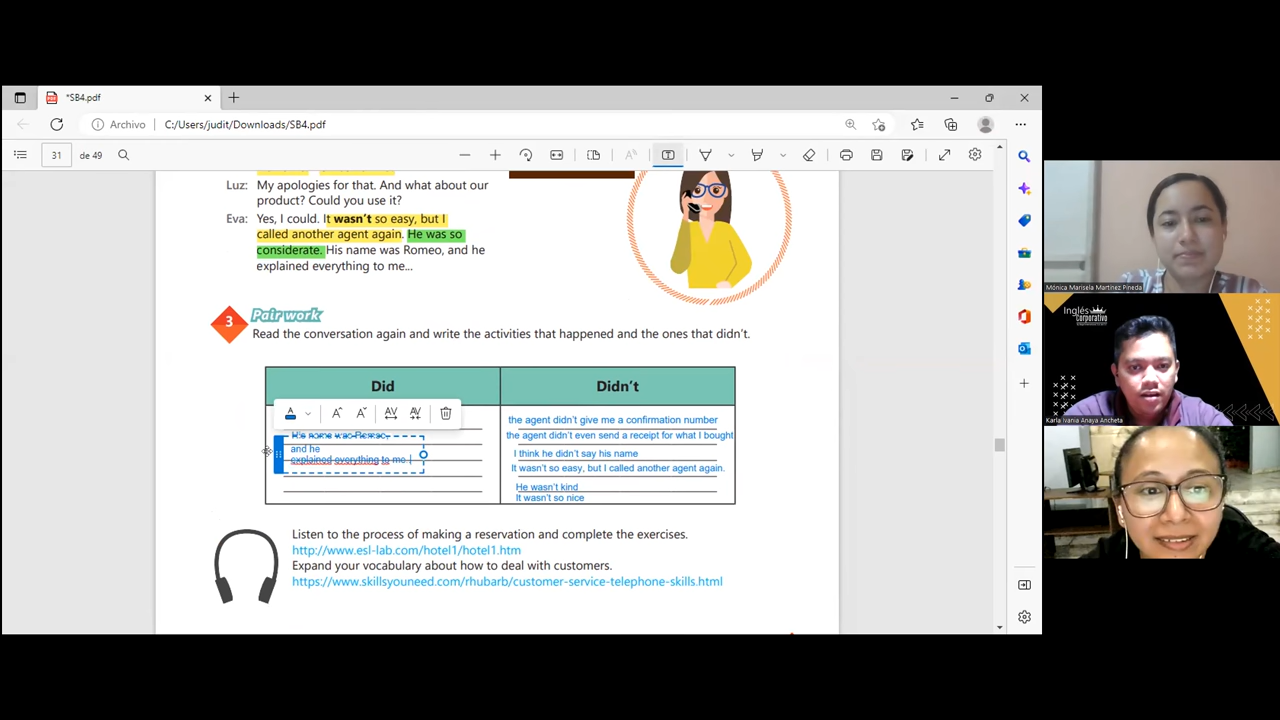 *SB4.pdf
Archivo
C:/Users/judit/Downloads/SB4.pdf
31
de 49
Luz: My apologies for that. And what about our
product? Could you use it?
Eva: Yes, I could. It wasn't so easy, but I
called another agent again. He was so
considerate. His name was Romeo, and he
explained everything to me...
3
Pair work
Read the conversation again and write the activities that happened and the ones that didn't.
Did
Didn't
His name was Romeo,
and he
explained everything to me.
the agent didn't give me a confirmation number
the agent didn't even send a receipt for what I bought
I think he didn't say his name
It wasn't so easy, but I called another agent again.
He wasn't kind
It wasn't so nice
Listen to the process of making a reservation and complete the exercises.
http://www.esl-lab.com/hotel1/hotel1.htm
Expand your vocabulary about how to deal with customers.
https://www.skillsyouneed.com/rhubarb/customer-service-telephone-skills.html
Mónica Marisela Martínez Pineda
Inglés
Corporativo
Karla Ivania Anaya Ancheta